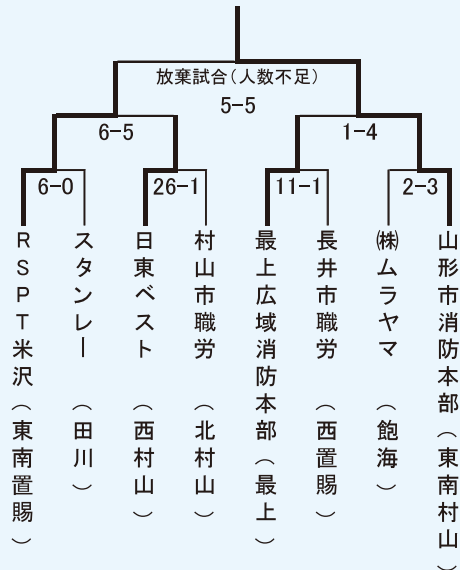 放棄試合(人数不足)
5-5
6-5
1-4
6-0
26-1
11-1
2-3
RSPT米沢(東南置賜)
スタンレー(田川)
日東ベスト(西村山)
村山市職労(北村山)
最上広域消防本部(最上)
長井市職労(西置賜)
㈱ムラヤマ(飽海)
山形市消防本部(東南村山)